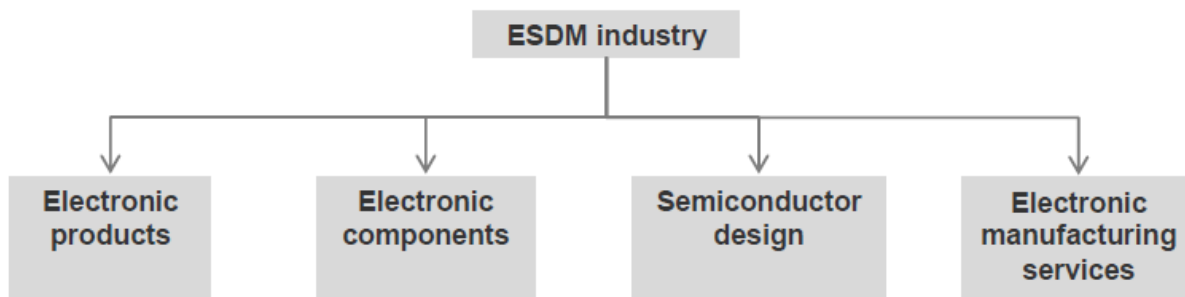 ESDM industry
Electronic
products
Electronic
components
Semiconductor
design
Electronic
manufacturing
services